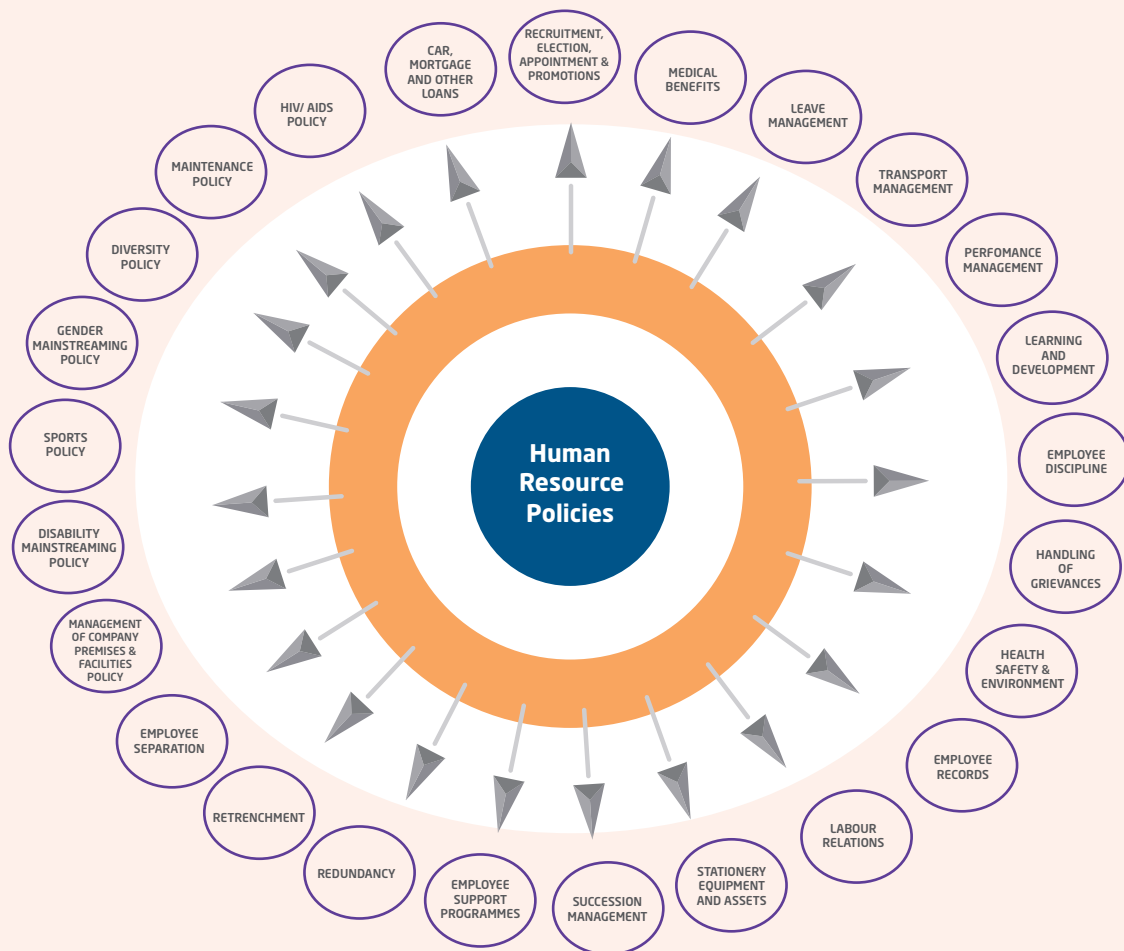 RECRUITMENT,
ELECTION,
APPOINTMENT &
PROMOTIONS
MEDICAL
BENEFITS
LEAVE
MANAGEMENT
TRANSPORT
MANAGEMENT
PERFOMANCE
MANAGEMENT
LEARNING
AND
DEVELOPMENT
EMPLOYEE
DISCIPLINE
HANDLING
OF
GRIEVANCES
HEALTH
SAFETY &
ENVIRONMENT
EMPLOYEE
RECORDS
LABOUR
RELATIONS
STATIONERY
EQUIPMENT
AND ASSETS
SUCCESSION
MANAGEMENT
EMPLOYEE
SUPPORT
PROGRAMMES
REDUNDANCY
RETRENCHMENT
EMPLOYEE
SEPARATION
MANAGEMENT
OF COMPANY
PREMISES &
FACILITIES
POLICY
DISABILITY
MAINSTREAMING
POLICY
SPORTS
POLICY
GENDER
MAINSTREAMING
POLICY
DIVERSITY
POLICY
MAINTENANCE
POLICY
HIV/ AIDS
POLICY
CAR,
MORTGAGE
AND OTHER
LOANS
Human
Resource
Policies